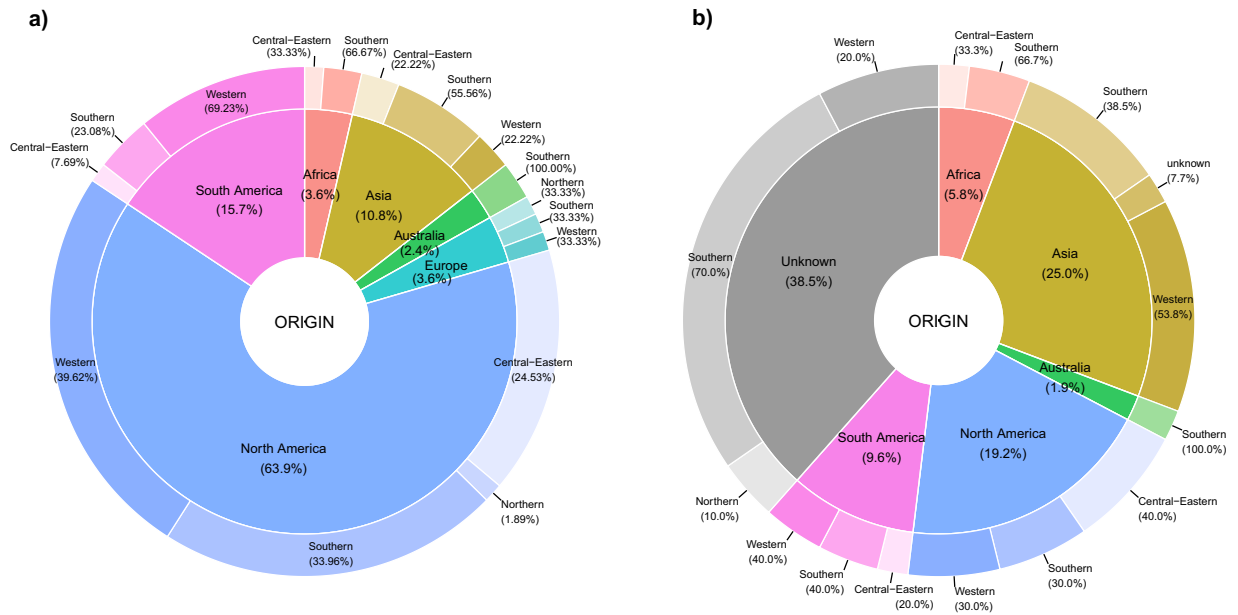 a)
Central-Eastern
(33.33%)
Southern
(66.67%)
Central-Eastern
(22.22%)
Southern
(55.56%)
Western
(22.22%)
Southern
(100.00%)
Northern
(33.33%)
Southern
(33.33%)
Western
(33.33%)
Central-Eastern
(24.53%)
Northern
(1.89%)
Southern
(33.96%)
Western
(39.62%)
Central-Eastern
(7.69%)
Southern
(23.08%)
Western
(69.23%)
Africa
(3.6%)
Asia
(10.8%)
Australia
(2.4%)
Europe
(3.6%)
North America
(63.9%)
South America
(15.7%)
ORIGIN
b)
Central-Eastern
(33.3%)
Southern
(66.7%)
Southern
(38.5%)
unknown
(7.7%)
Western
(53.8%)
Southern
(100.0%)
Central-Eastern
(40.0%)
Southern
(30.0%)
Western
(30.0%)
Central-Eastern
(20.0%)
Southern
(40.0%)
Western
(40.0%)
Northern
(10.0%)
Southern
(70.0%)
Western
(20.0%)
Africa
(5.8%)
Asia
(25.0%)
Australia
(1.9%)
North America
(19.2%)
South America
(9.6%)
Unknown
(38.5%)
ORIGIN